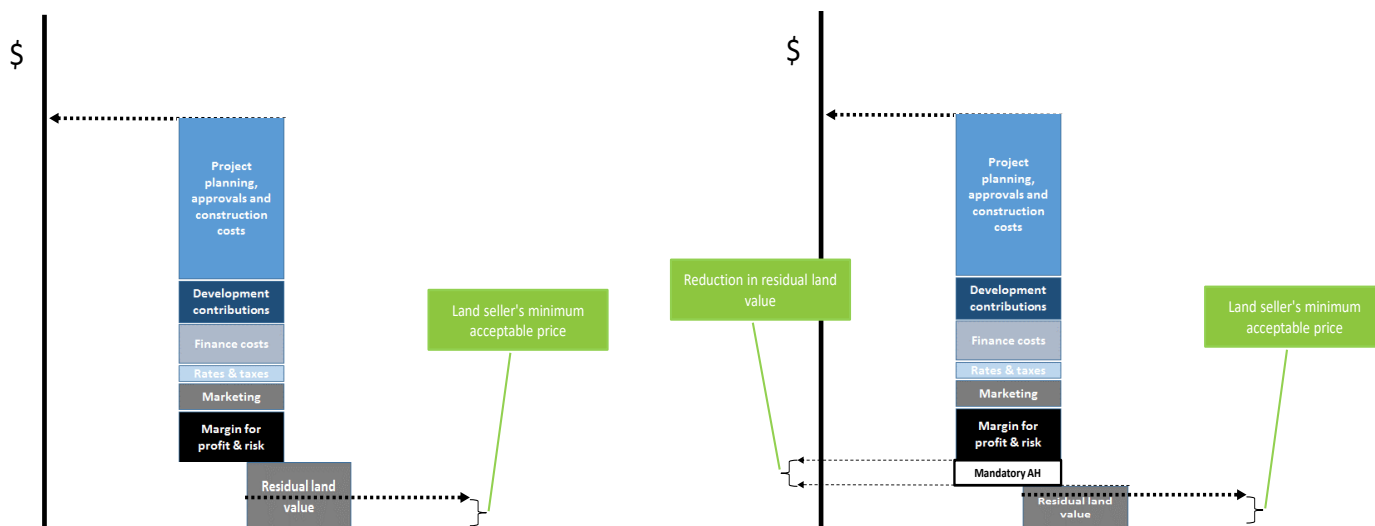 $
Project
planning,
approvals and
construction
costs
Development
contributions
Finance costs
Rates & taxes
Marketing
Margin for
profit & risk
Residual land
value
Land seller's minimum
acceptable price
$
Project
planning,
approvals and
construction
costs
Reduction in residual land
value
Development
contributions
Finance costs
Rates & taxes
Marketing
Margin for
profit & risk
Mandatory AH
Residual land
value
Land seller's minimum
acceptable price